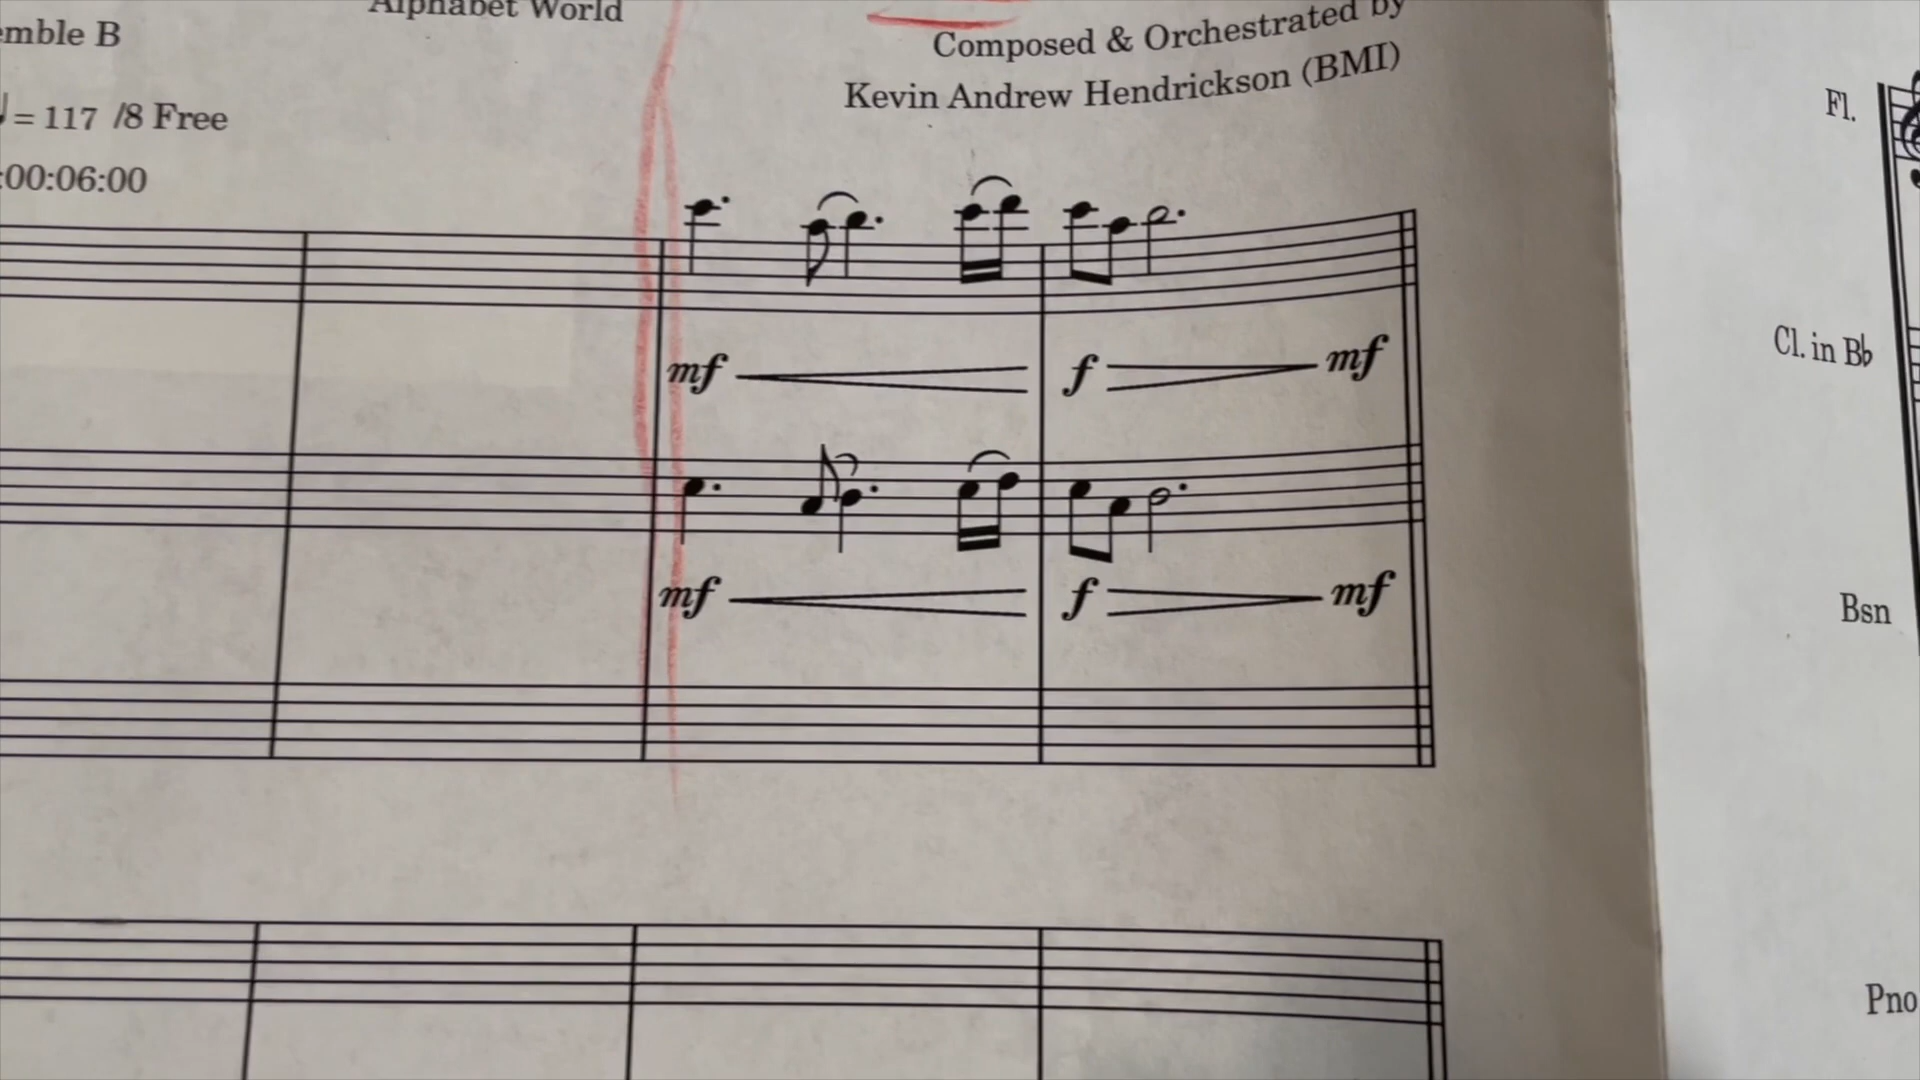 Alphabet World
emble B
Composed & Orchestrated by
Kevin Andrew Hendrickson (BMI)
= 117 /8 Free
:00:06:00
mf f mf
mf f mf
Fl.
Cl. in B♭
Bsn
Pno